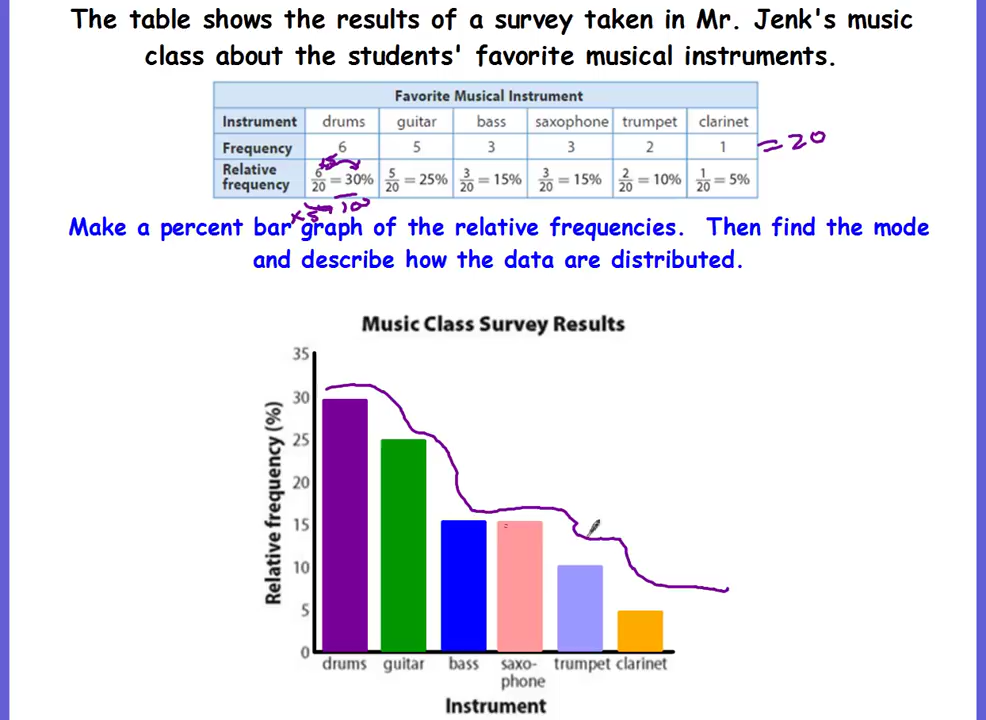 The table shows the results of a survey taken in Mr. Jenk's music
class about the students' favorite musical instruments.
Favorite Musical Instrument
Instrument drums guitar bass saxophone trumpet clarinet
Frequency 6 5 3 3 2 1 =20
Relative frequency 6/20 = 30% 5/20 = 25% 3/20 = 15% 3/20 = 15% 2/20 = 10% 1/20 = 5%
x5 100
Make a percent bar graph of the relative frequencies. Then find the mode
and describe how the data are distributed.
Music Class Survey Results
Relative frequency (%)
35
30
25
20
15
10
5
0
drums guitar bass saxo- trumpet clarinet
phone
Instrument